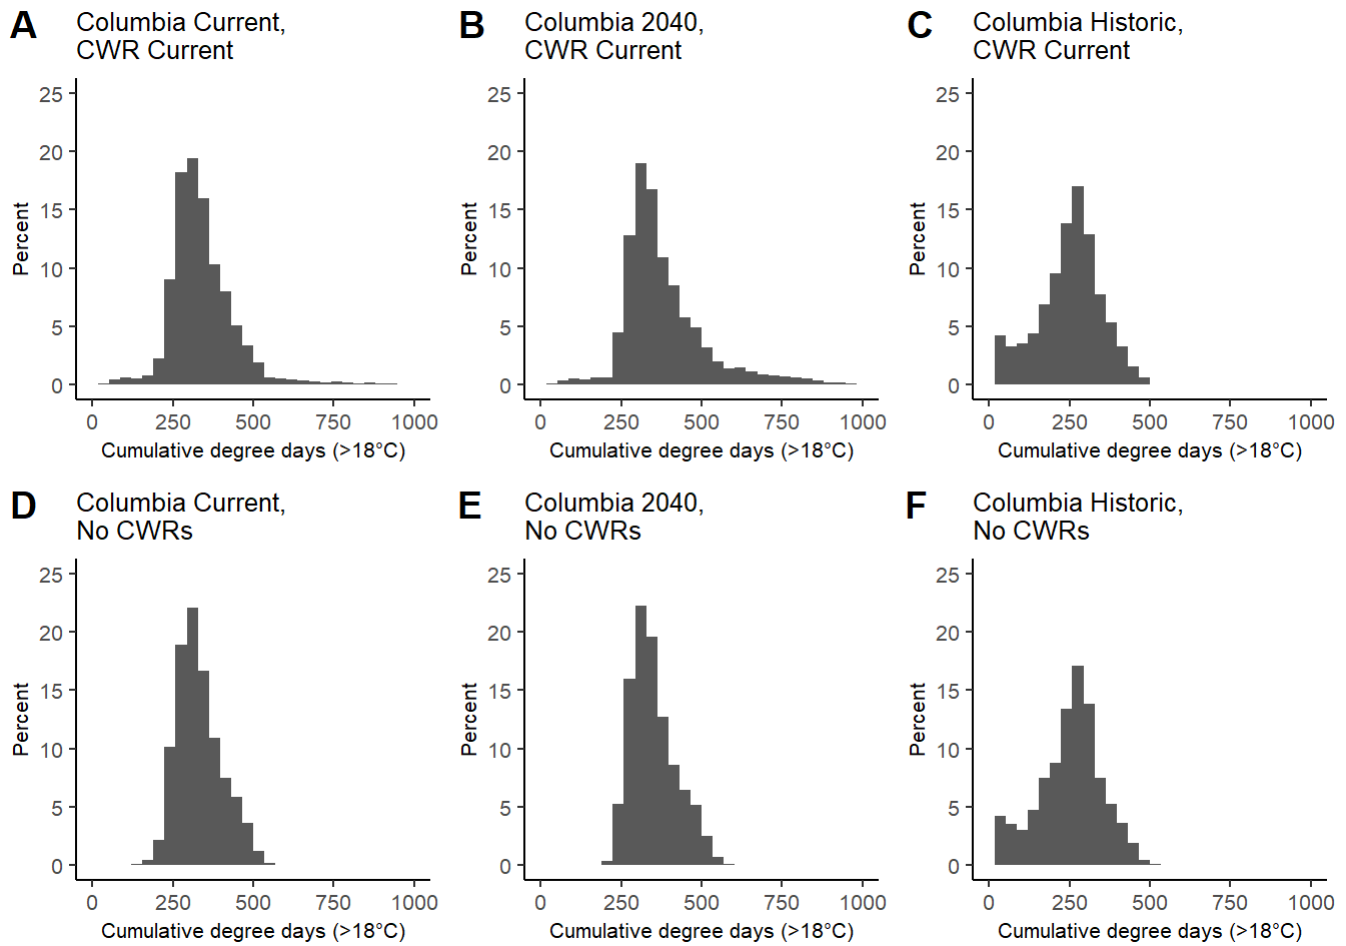 A
Columbia Current,
CWR Current
25
20
15
10
5
0
Percent
0 250 500 750 1000
Cumulative degree days (>18°C)
B
Columbia 2040,
CWR Current
25
20
15
10
5
0
Percent
0 250 500 750 1000
Cumulative degree days (>18°C)
C
Columbia Historic,
CWR Current
25
20
15
10
5
0
Percent
0 250 500 750 1000
Cumulative degree days (>18°C)
D
Columbia Current,
No CWRs
25
20
15
10
5
0
Percent
0 250 500 750 1000
Cumulative degree days (>18°C)
E
Columbia 2040,
No CWRs
25
20
15
10
5
0
Percent
0 250 500 750 1000
Cumulative degree days (>18°C)
F
Columbia Historic,
No CWRs
25
20
15
10
5
0
Percent
0 250 500 750 1000
Cumulative degree days (>18°C)